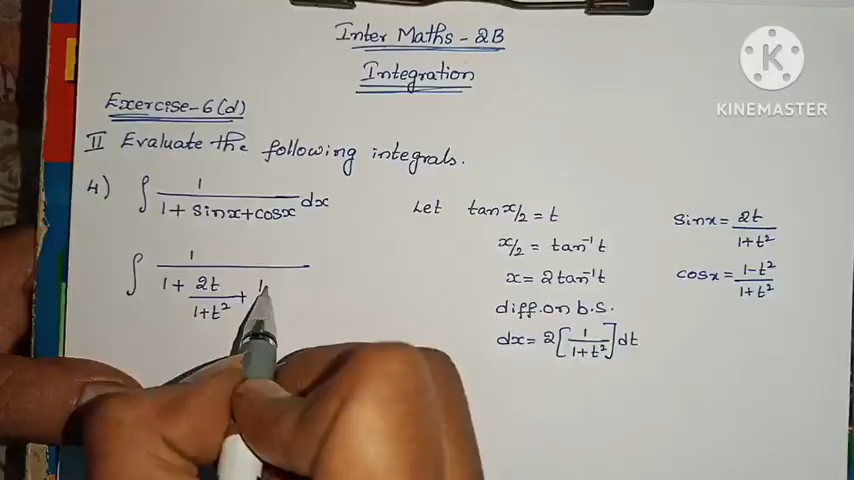 Inter Maths - 2B
Integration
K
KINEMASTER
Exercise-6(d)
II Evaluate the following integrals.
4) ∫ 1/(1 + sinx+cosx) dx
Let tan x/2 = t
x/2 = tan⁻¹t
x = 2tan⁻¹t
diff.on b.s.
dx = 2[1/(1+t²)]dt
sinx = 2t/(1+t²)
cosx = (1-t²)/(1+t²)
∫ 1/(1 + 2t/(1+t²) + 1